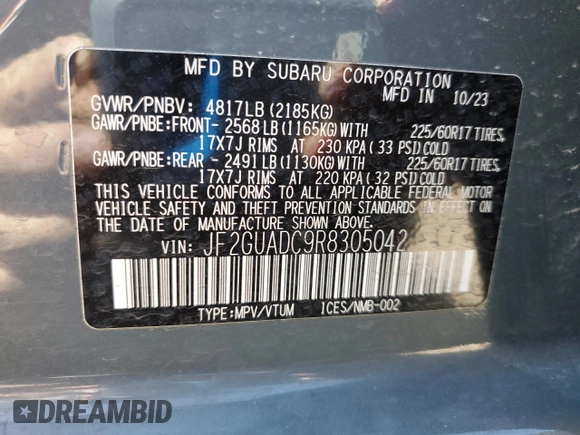 MFD BY SUBARU CORPORATION
MFD IN 10/23
GVWR/PNBV: 4817LB (2185KG)
GAWR/PNBE:FRONT- 2568LB(1165KG)WITH 225/60R17 TIRES,
17X7J RIMS AT 230 KPA (33 PSI)COLD
GAWR/PNBE:REAR - 2491LB(1130KG)WITH 225/60R17 TIRES,
17X7J RIMS AT 220 KPA (32 PSI)COLD
THIS VEHICLE CONFORMS TO ALL APPLICABLE FEDERAL MOTOR
VEHICLE SAFETY AND THEFT PREVENTION STANDARDS IN EFFECT ON
THE DATE OF MANUFACTURE SHOWN ABOVE.
VIN: JF2GUADC9R8305042
TYPE:MPV/VTUM ICES/NMB-002
DREAMBID